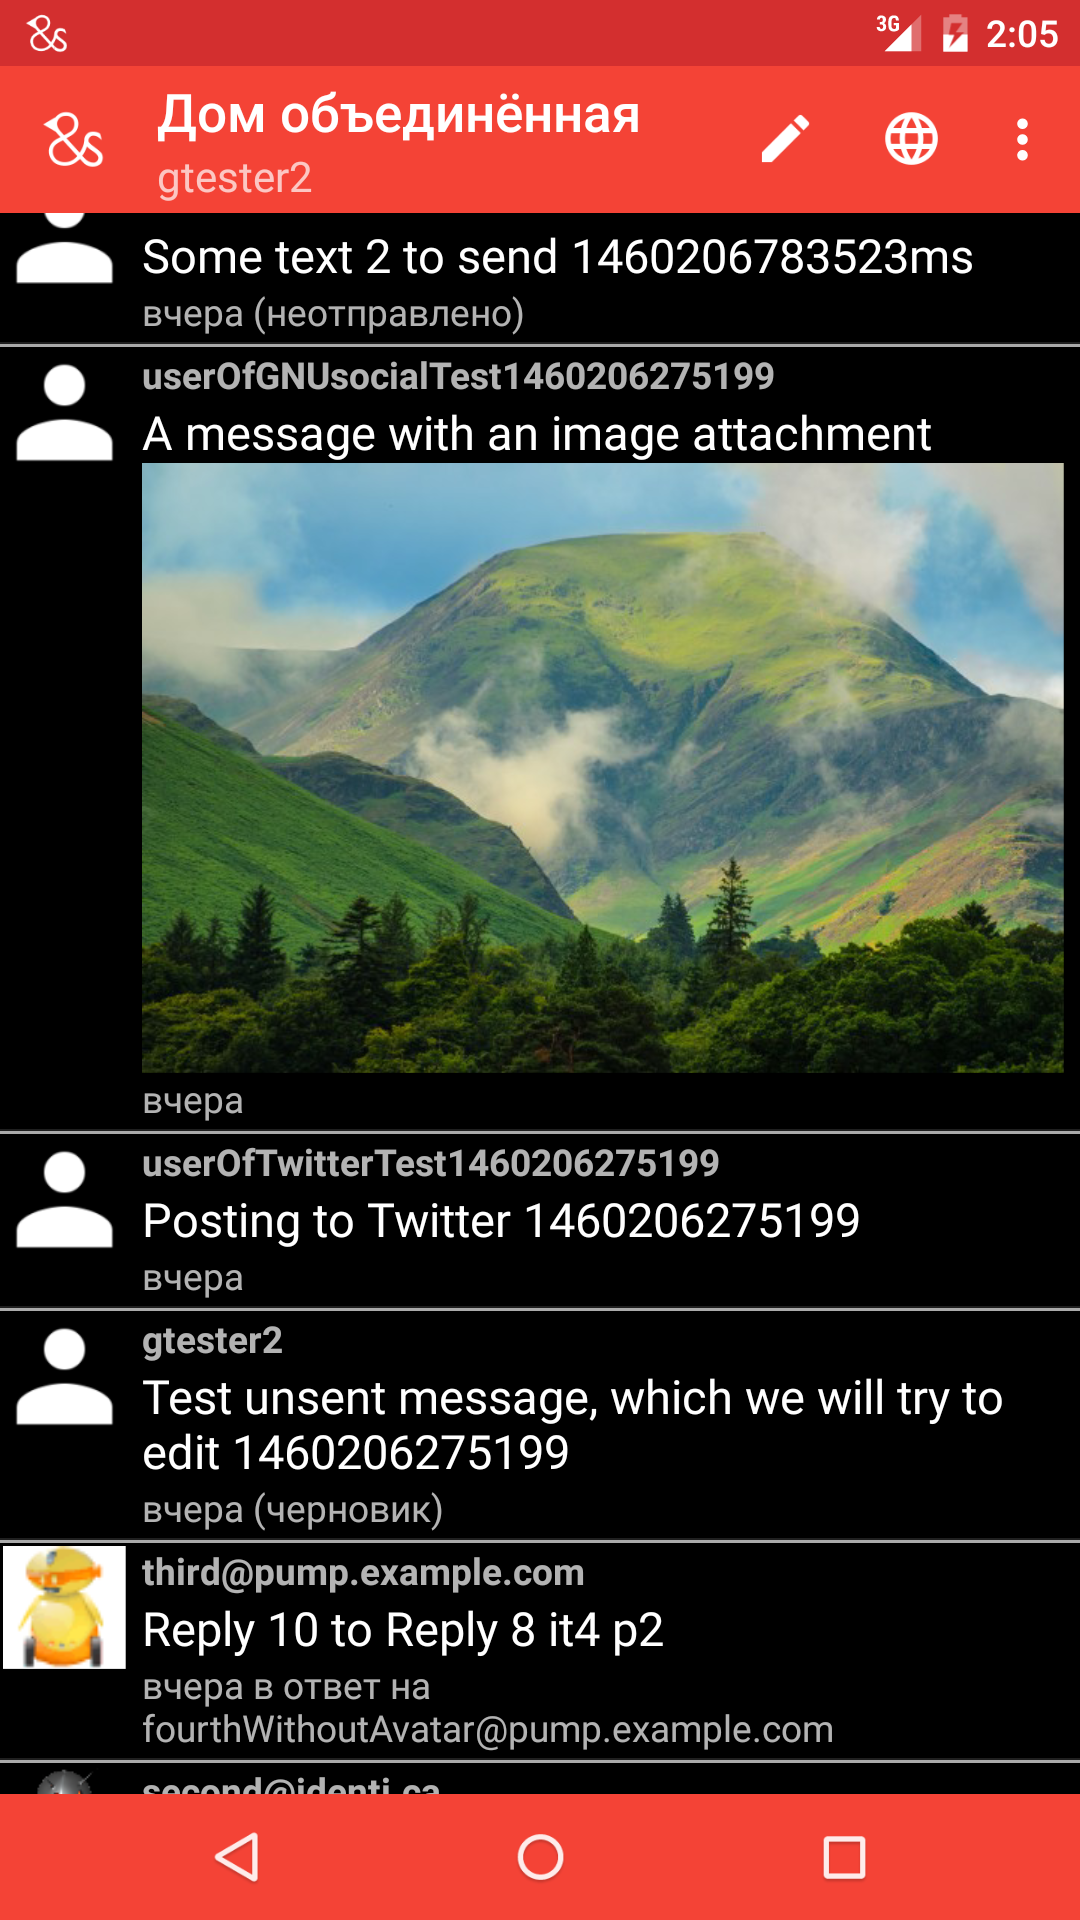 3G 2:05
Дом объединённая
gtester2
Some text 2 to send 1460206783523ms
вчера (неотправлено)
userOfGNUsocialTest1460206275199
A message with an image attachment
вчера
userOfTwitterTest1460206275199
Posting to Twitter 1460206275199
вчера
gtester2
Test unsent message, which we will try to
edit 1460206275199
вчера (черновик)
third@pump.example.com
Reply 10 to Reply 8 it4 p2
вчера в ответ на
fourthWithoutAvatar@pump.example.com
second@identi.ca